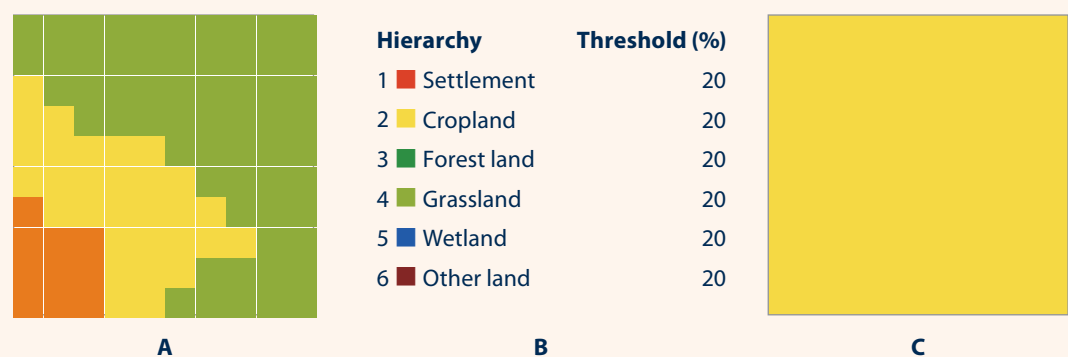 Hierarchy Threshold (%)
1 Settlement 20
2 Cropland 20
3 Forest land 20
4 Grassland 20
5 Wetland 20
6 Other land 20
A B C